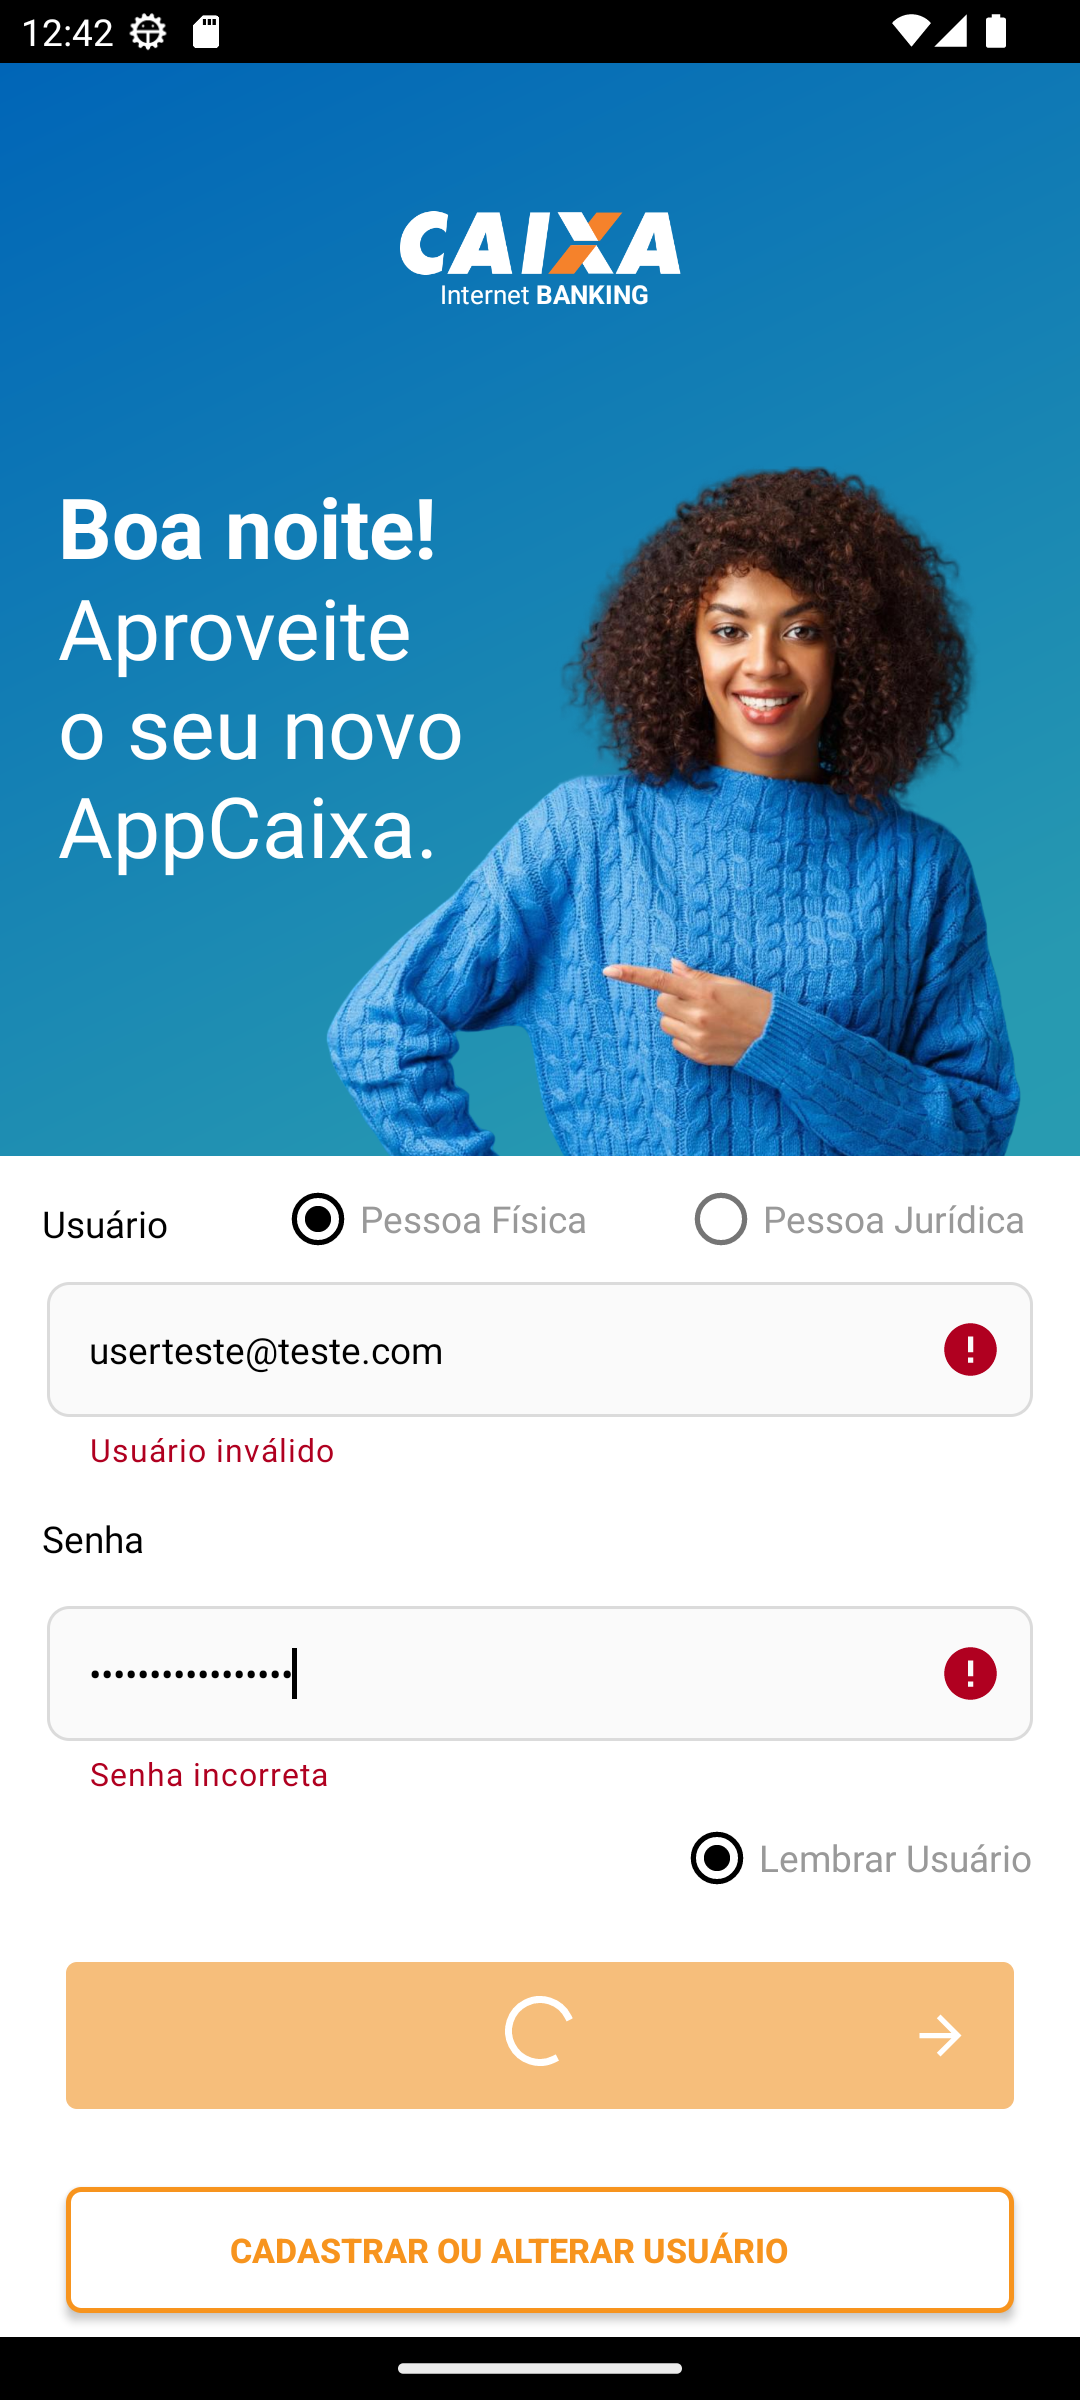 12:42
CAIXA
Internet BANKING
Boa noite!
Aproveite
o seu novo
AppCaixa.
Usuário
Pessoa Física
Pessoa Jurídica
userteste@teste.com
Usuário inválido
Senha
•••••••••••••••••
Senha incorreta
Lembrar Usuário
CADASTRAR OU ALTERAR USUÁRIO